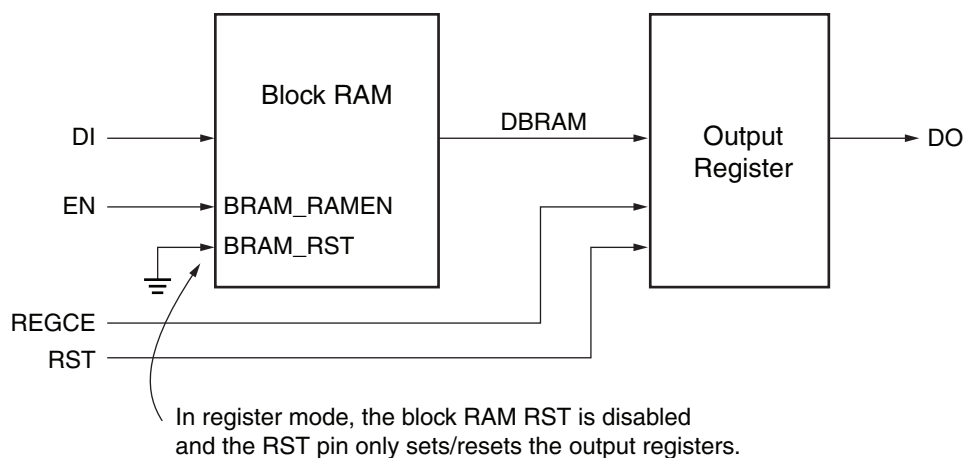 Block RAM
DI
DBRAM
Output
Register
DO
EN
BRAM_RAMEN
BRAM_RST
REGCE
RST
In register mode, the block RAM RST is disabled
and the RST pin only sets/resets the output registers.